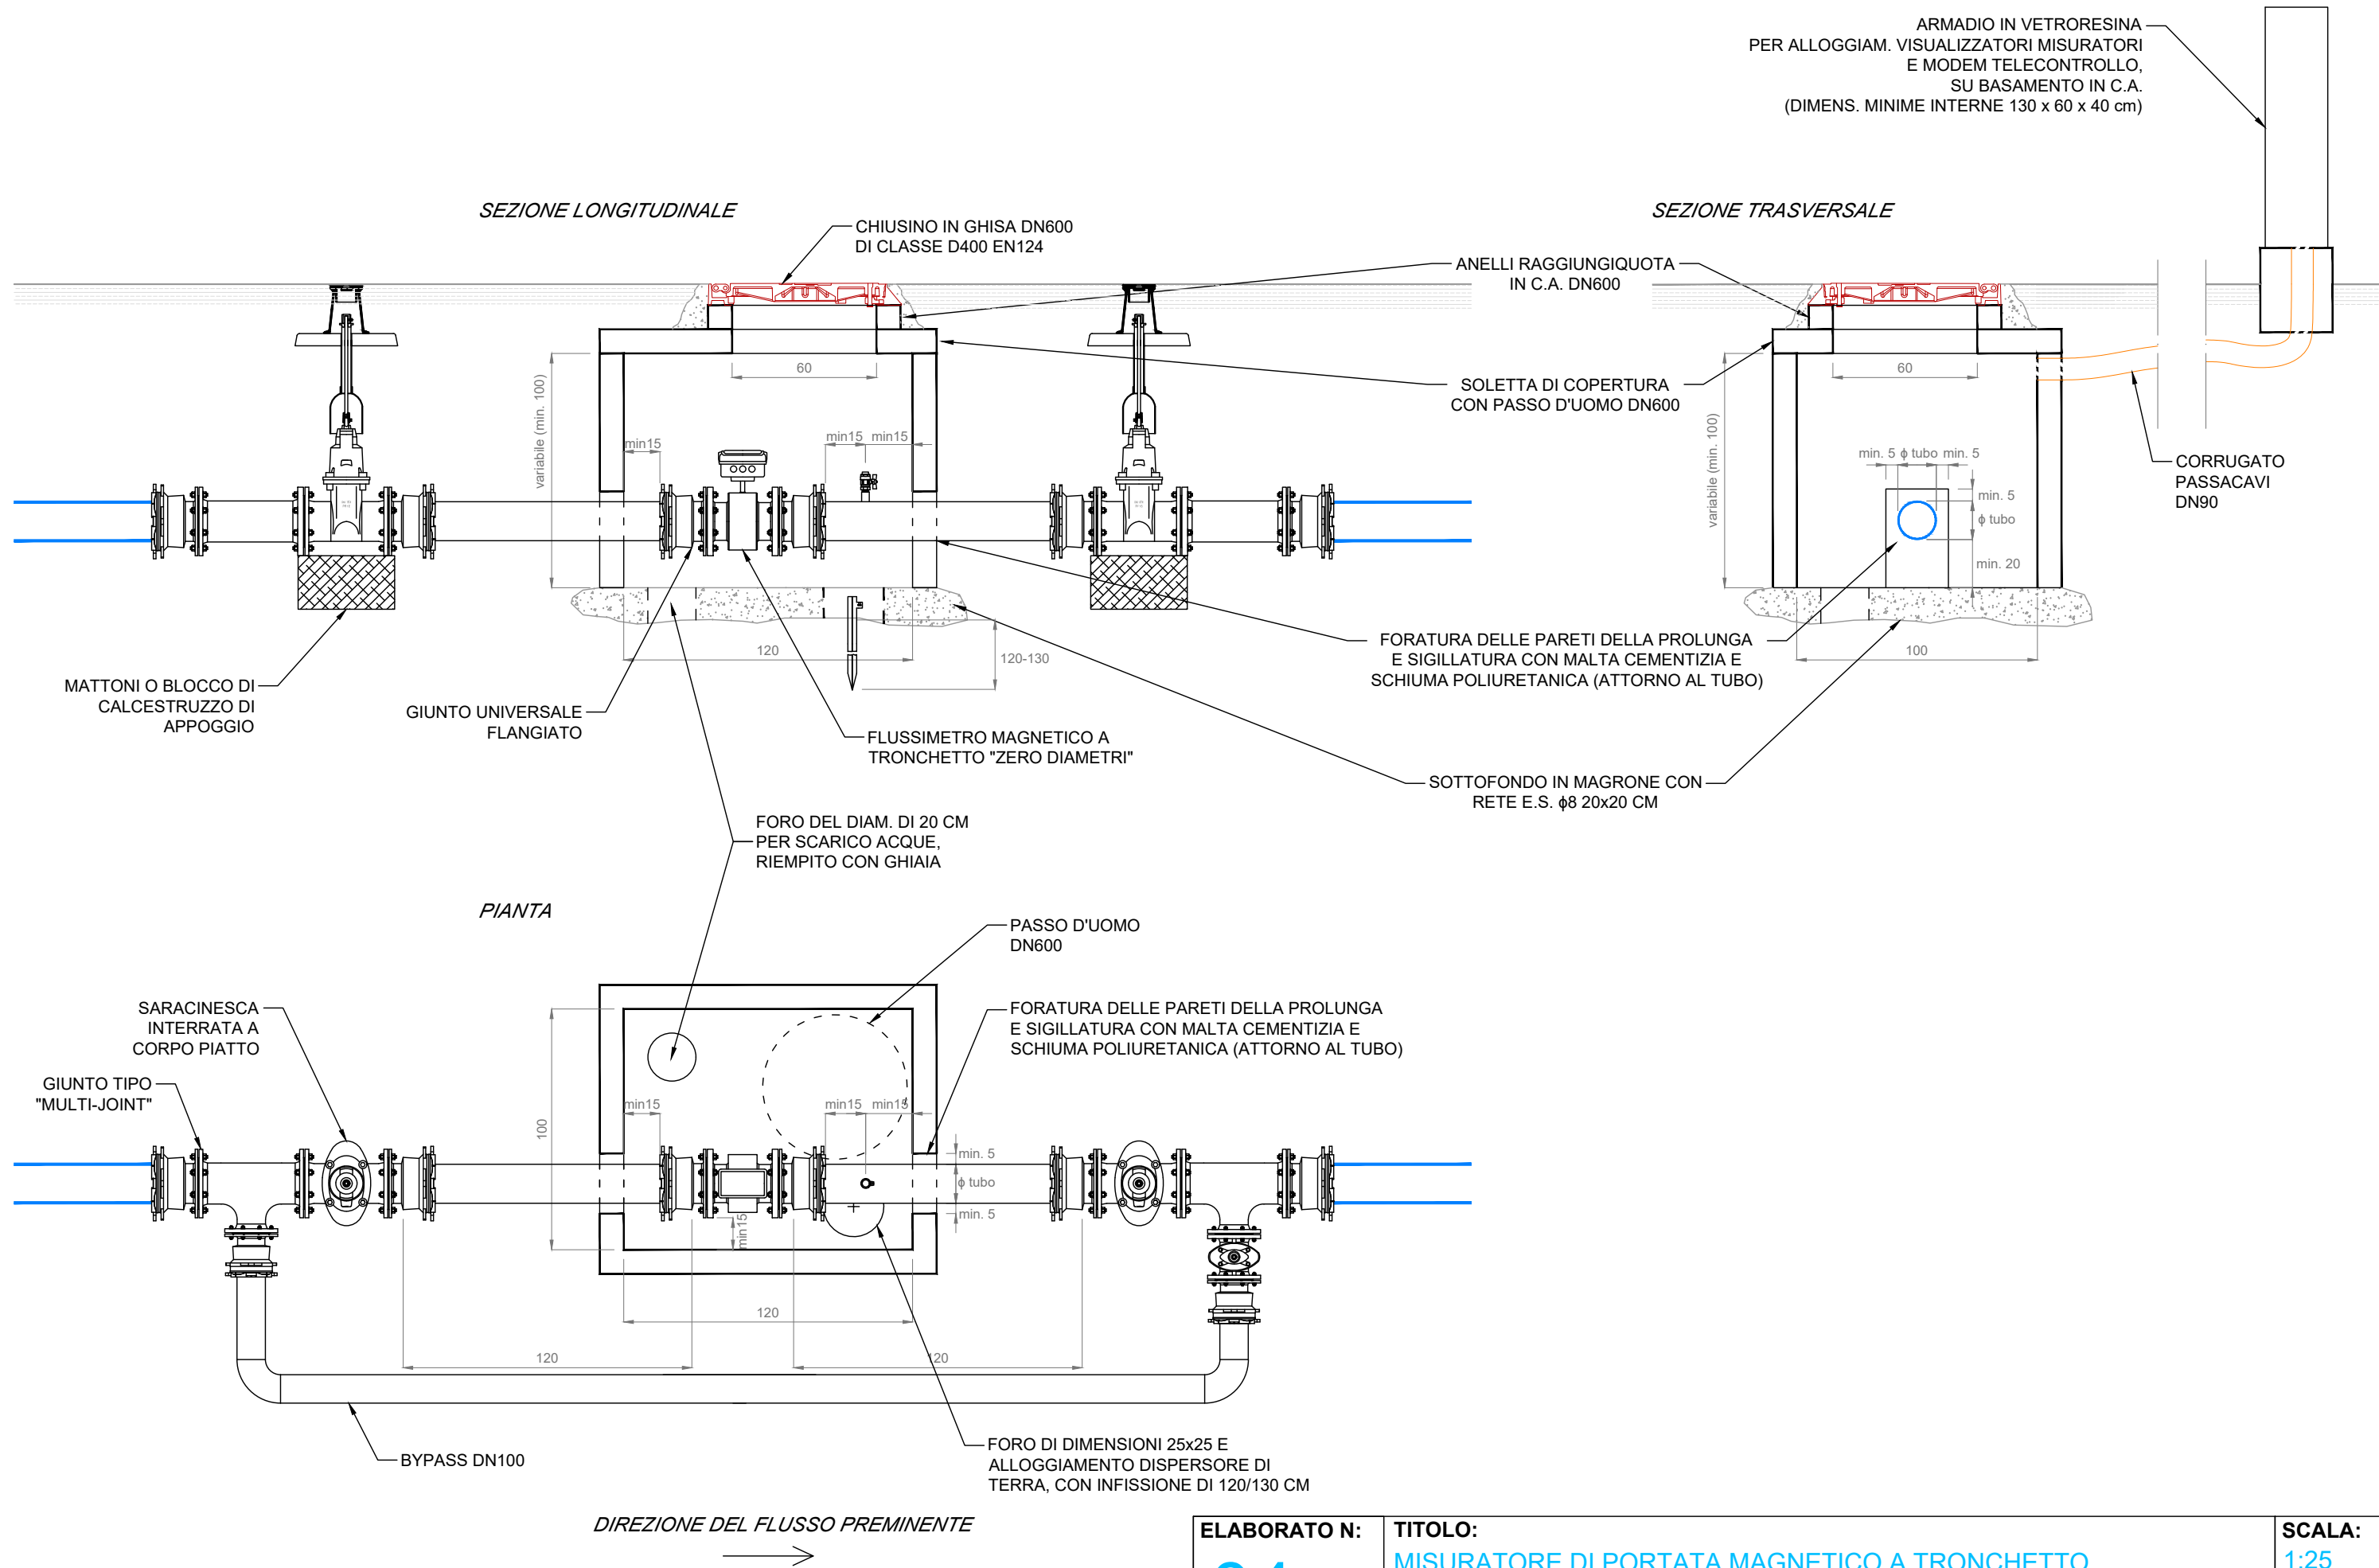 ARMADIO IN VETRORESINA
PER ALLOGGIAM. VISUALIZZATORI MISURATORI
E MODEM TELECONTROLLO,
SU BASAMENTO IN C.A.
(DIMENS. MINIME INTERNE 130 x 60 x 40 cm)
SEZIONE LONGITUDINALE
SEZIONE TRASVERSALE
CHIUSINO IN GHISA DN600
DI CLASSE D400 EN124
ANELLI RAGGIUNGIQUOTA
IN C.A. DN600
60
60
SOLETTA DI COPERTURA
CON PASSO D'UOMO DN600
variabile (min. 100)
min15
min15
min15
variabile (min. 100)
min. 5
ϕ tubo
min. 5
min. 5
ϕ tubo
min. 20
CORRUGATO
PASSACAVI
DN90
120
120-130
100
FORATURA DELLE PARETI DELLA PROLUNGA
E SIGILLATURA CON MALTA CEMENTIZIA E
SCHIUMA POLIURETANICA (ATTORNO AL TUBO)
MATTONI O BLOCCO DI
CALCESTRUZZO DI
APPOGGIO
GIUNTO UNIVERSALE
FLANGIATO
FLUSSIMETRO MAGNETICO A
TRONCHETTO "ZERO DIAMETRI"
SOTTOFONDO IN MAGRONE CON
RETE E.S. ϕ8 20x20 CM
FORO DEL DIAM. DI 20 CM
PER SCARICO ACQUE,
RIEMPITO CON GHIAIA
PIANTA
PASSO D'UOMO
DN600
SARACINESCA
INTERRATA A
CORPO PIATTO
FORATURA DELLE PARETI DELLA PROLUNGA
E SIGILLATURA CON MALTA CEMENTIZIA E
SCHIUMA POLIURETANICA (ATTORNO AL TUBO)
GIUNTO TIPO
"MULTI-JOINT"
100
min15
min15
min15
min. 5
ϕ tubo
min. 5
min15
120
120
120
BYPASS DN100
FORO DI DIMENSIONI 25x25 E
ALLOGGIAMENTO DISPERSORE DI
TERRA, CON INFISSIONE DI 120/130 CM
DIREZIONE DEL FLUSSO PREMINENTE
ELABORATO N:
TITOLO:
SCALA:
MISURATORE DI PORTATA MAGNETICO A TRONCHETTO
1:25